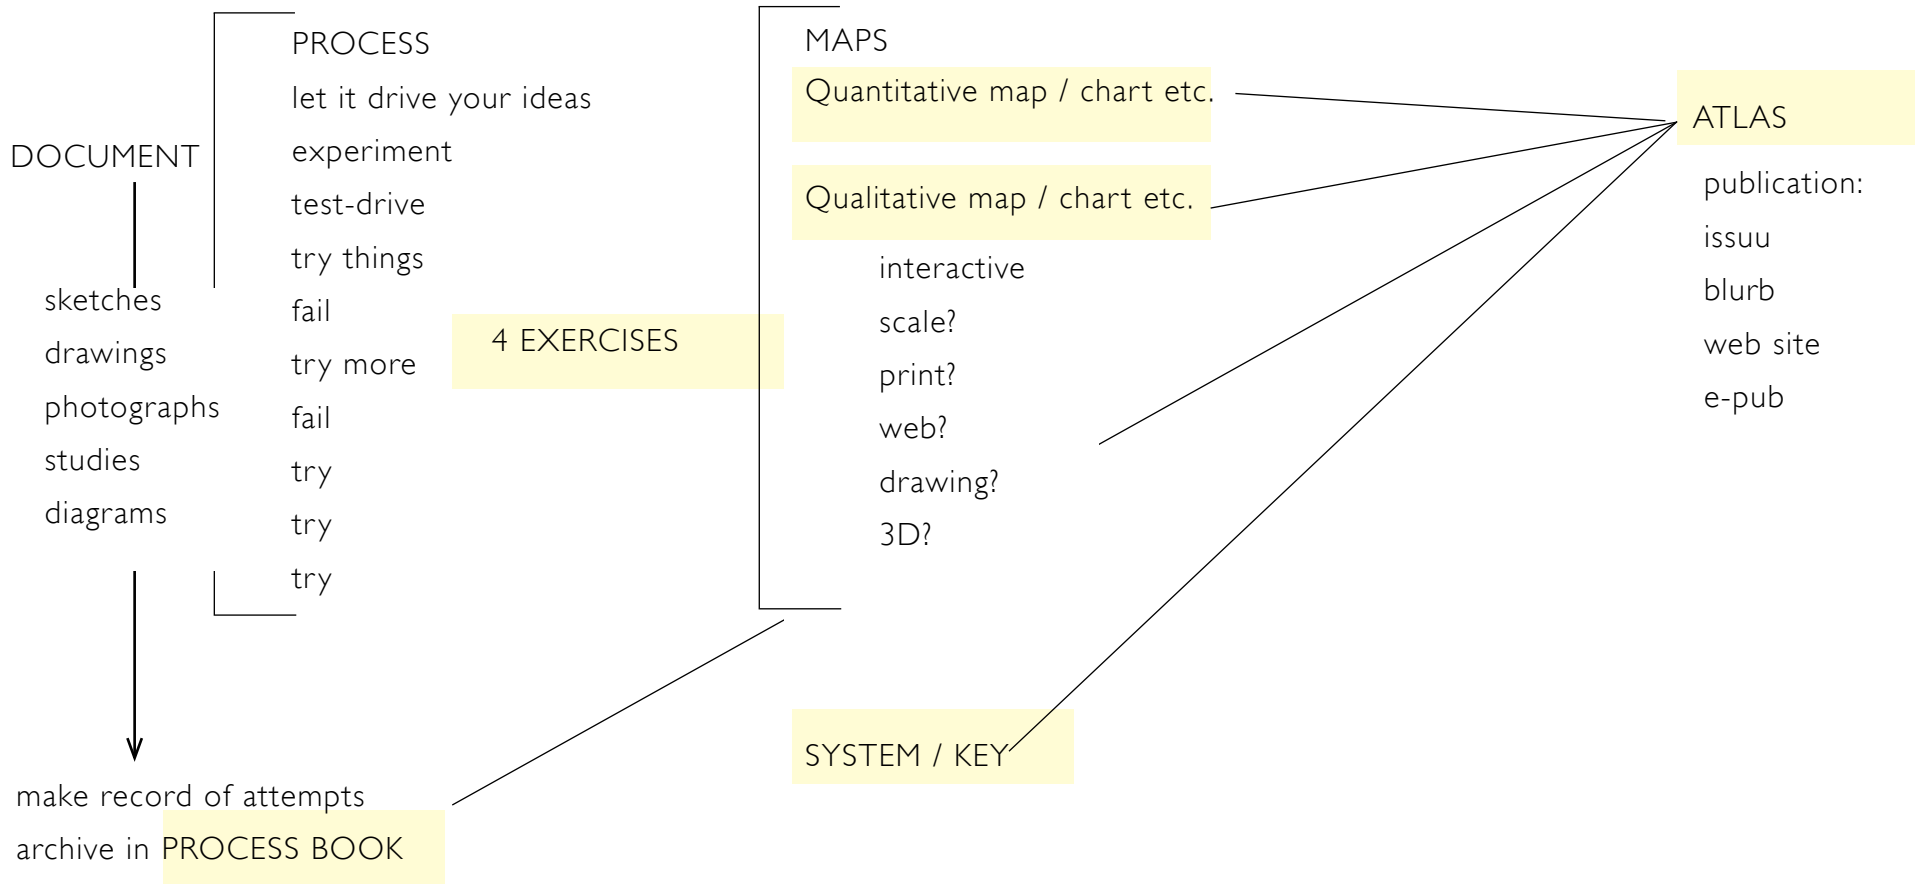 DOCUMENT
sketches
drawings
photographs
studies
diagrams
make record of attempts
archive in PROCESS BOOK
PROCESS
let it drive your ideas
experiment
test-drive
try things
fail
try more
fail
try
try
try
4 EXERCISES
MAPS
Quantitative map / chart etc.
Qualitative map / chart etc.
interactive
scale?
print?
web?
drawing?
3D?
SYSTEM / KEY
ATLAS
publication:
issuu
blurb
web site
e-pub